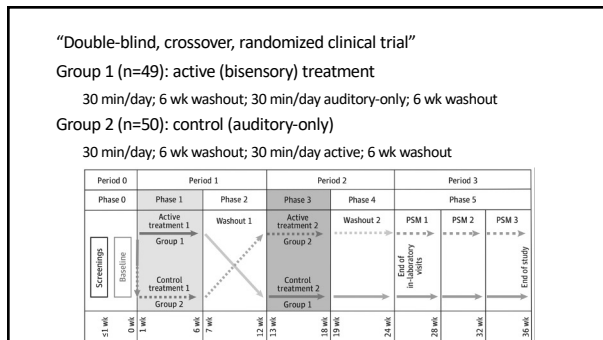 “Double-blind, crossover, randomized clinical trial”
Group 1 (n=49): active (bisensory) treatment
30 min/day; 6 wk washout; 30 min/day auditory-only; 6 wk washout
Group 2 (n=50): control (auditory-only)
30 min/day; 6 wk washout; 30 min/day active; 6 wk washout
Period 0 Period 1 Period 2 Period 3
Phase 0 Phase 1 Phase 2 Phase 3 Phase 4 Phase 5
Screenings
Baseline
Active
treatment 1
Group 1
Control
treatment 1
Group 2
Washout 1
Active
treatment 2
Group 2
Control
treatment 2
Group 1
Washout 2
PSM 1 PSM 2 PSM 3
End of
in-laboratory
visits
End of study
≤1 wk 0 wk 1 wk 6 wk 7 wk 12 wk 13 wk 18 wk 19 wk 24 wk 28 wk 32 wk 36 wk